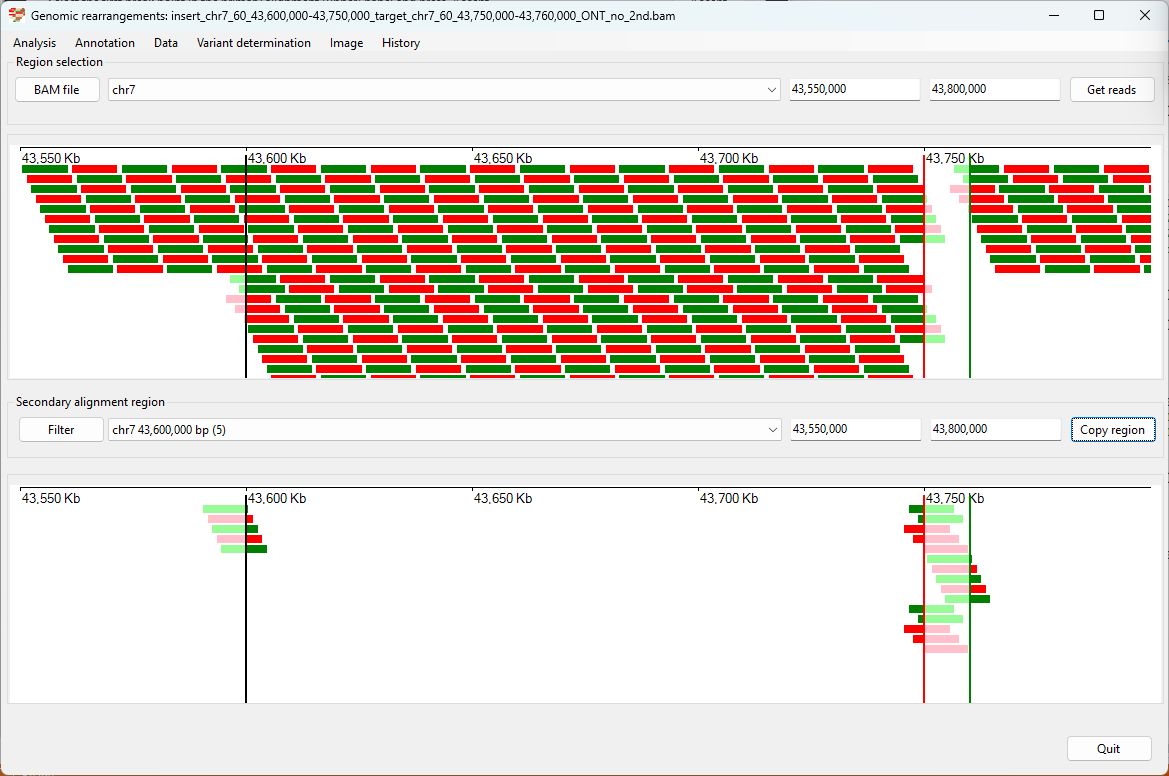 Genomic rearrangements: insert_chr7_60_43,600,000-43,750,000_target_chr7_60_43,750,000-43,760,000_ONT_no_2nd.bam
Analysis Annotation Data Variant determination Image History
Region selection
BAM file chr7 43,550,000 43,800,000 Get reads
43,550 Kb 43,600 Kb 43,650 Kb 43,700 Kb 43,750 Kb
Secondary alignment region
Filter chr7 43,600,000 bp (5) 43,550,000 43,800,000 Copy region
43,550 Kb 43,600 Kb 43,650 Kb 43,700 Kb 43,750 Kb
Quit